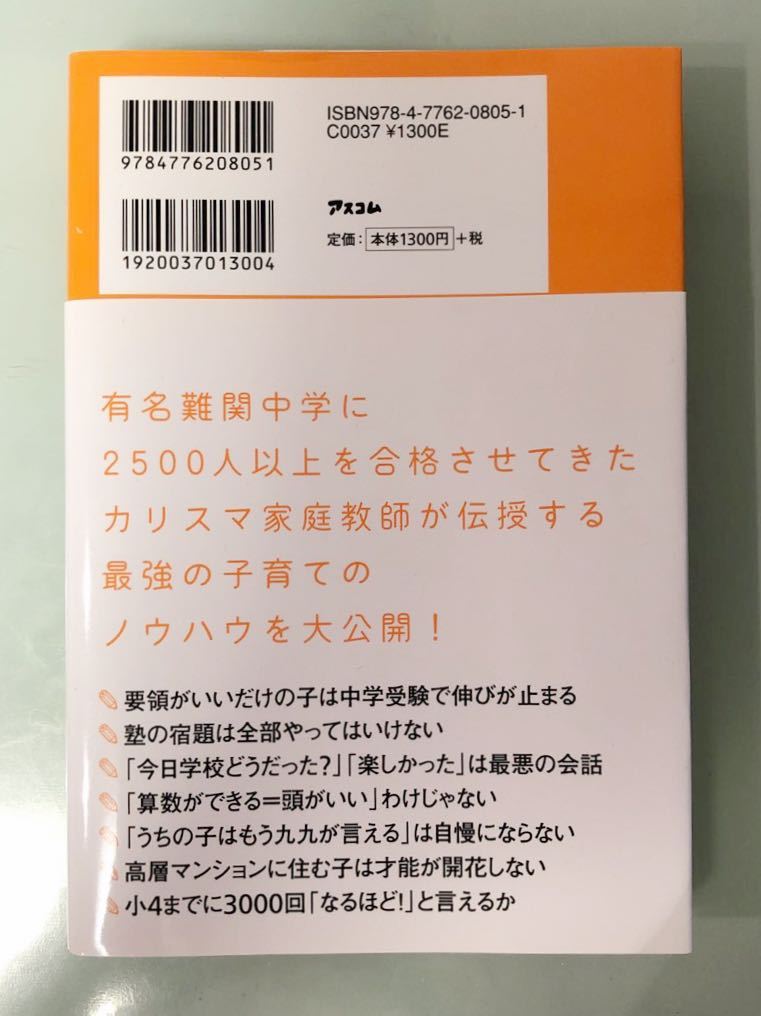 ISBN978-4-7762-0805-1
C0037 ¥1300E
9784776208051
アスコム
定価：本体1300円+税
1920037013004
有名難関中学に
2500人以上を合格させてきた
カリスマ家庭教師が伝授する
最強の子育ての
ノウハウを大公開！
要領がいいだけの子は中学受験で伸びが止まる
塾の宿題は全部やってはいけない
「今日学校どうだった？」「楽しかった」は最悪の会話
「算数ができる＝頭がいい」わけじゃない
「うちの子はもう九九が言える」は自慢にならない
高層マンションに住む子は才能が開花しない
小4までに3000回「なるほど！」と言えるか